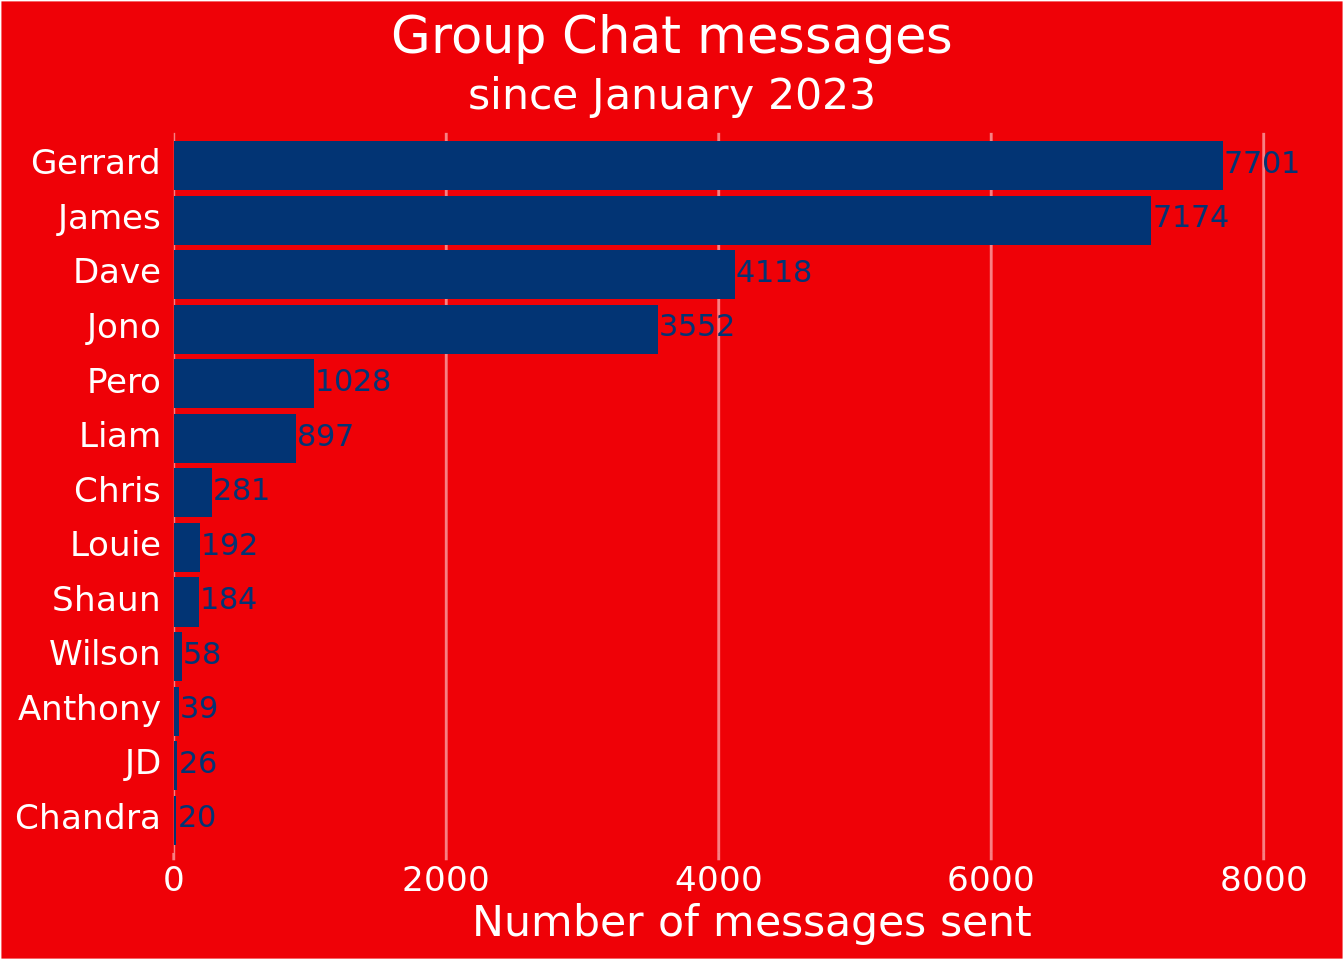 Group Chat messages
since January 2023
Gerrard 7701
James 7174
Dave 4118
Jono 3552
Pero 1028
Liam 897
Chris 281
Louie 192
Shaun 184
Wilson 58
Anthony 39
JD 26
Chandra 20
0 2000 4000 6000 8000
Number of messages sent